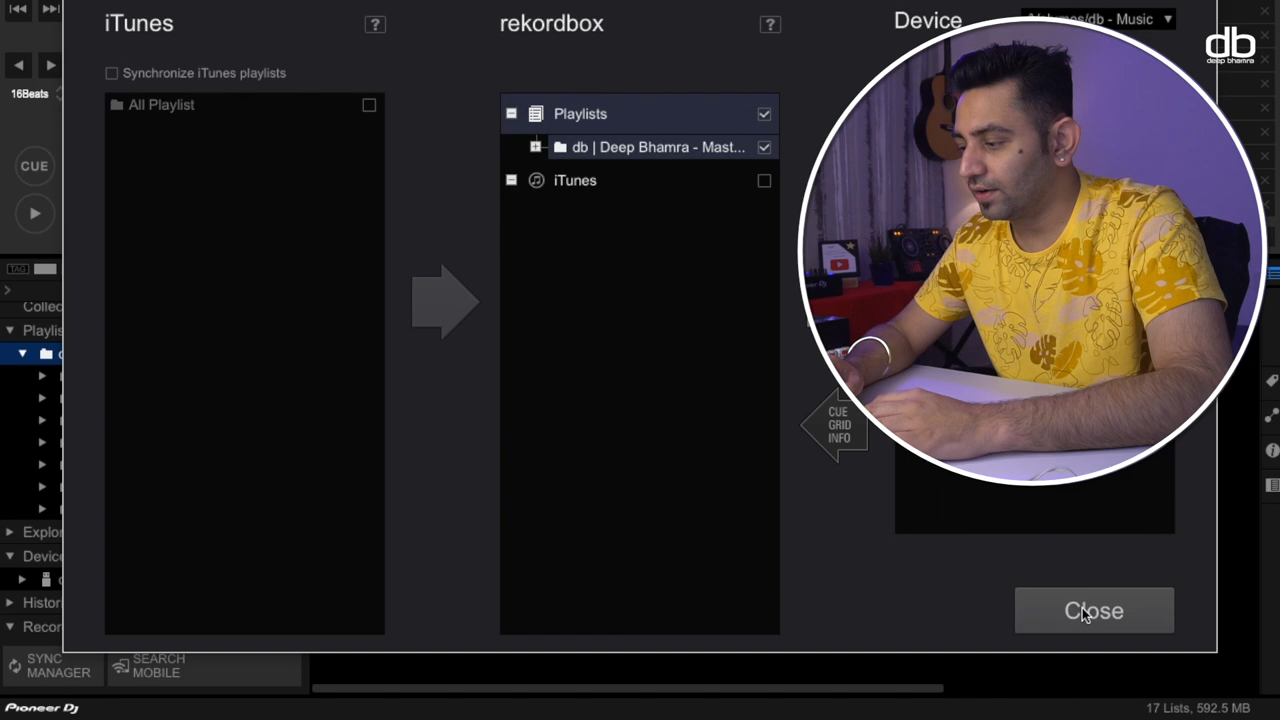 iTunes
?
rekordbox
?
Device
db - Music
db
deep bhamra
Synchronize iTunes playlists
All Playlist
Playlists
db | Deep Bhamra - Mast...
iTunes
16Beats
CUE
TAG
Collec
Playlis
CUE
GRID
INFO
Explor
Device
Histori
Recor
Close
SYNC
MANAGER
SEARCH
MOBILE
Pioneer Dj
17 Lists, 592.5 MB